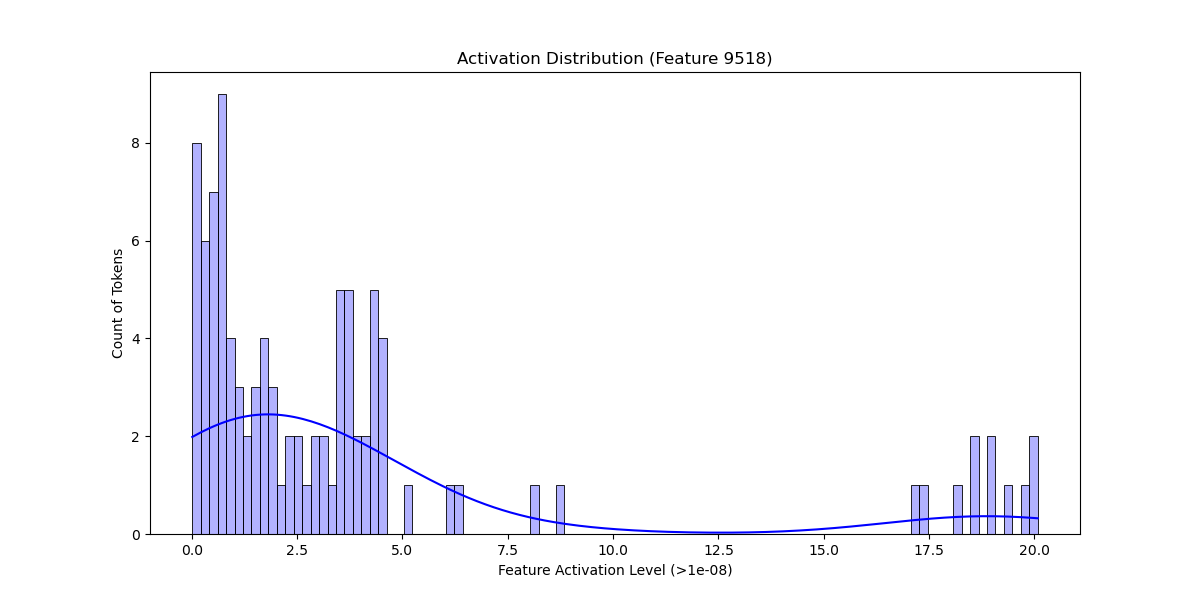 Activation Distribution (Feature 9518)
Count of Tokens
8
6
4
2
0
0.0 2.5 5.0 7.5 10.0 12.5 15.0 17.5 20.0
Feature Activation Level (>1e-08)